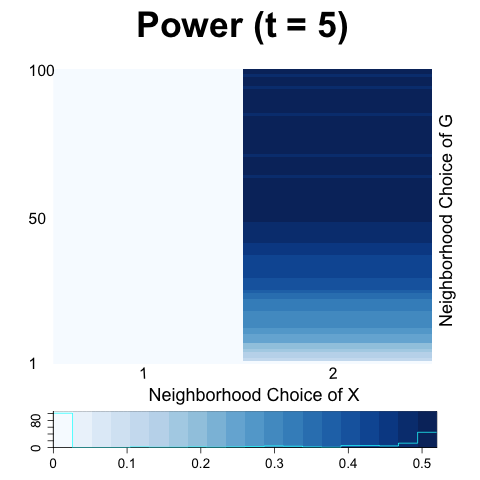 Power (t = 5)
100
50
1
Neighborhood Choice of G
1 2
Neighborhood Choice of X
0 80
0 0.1 0.2 0.3 0.4 0.5